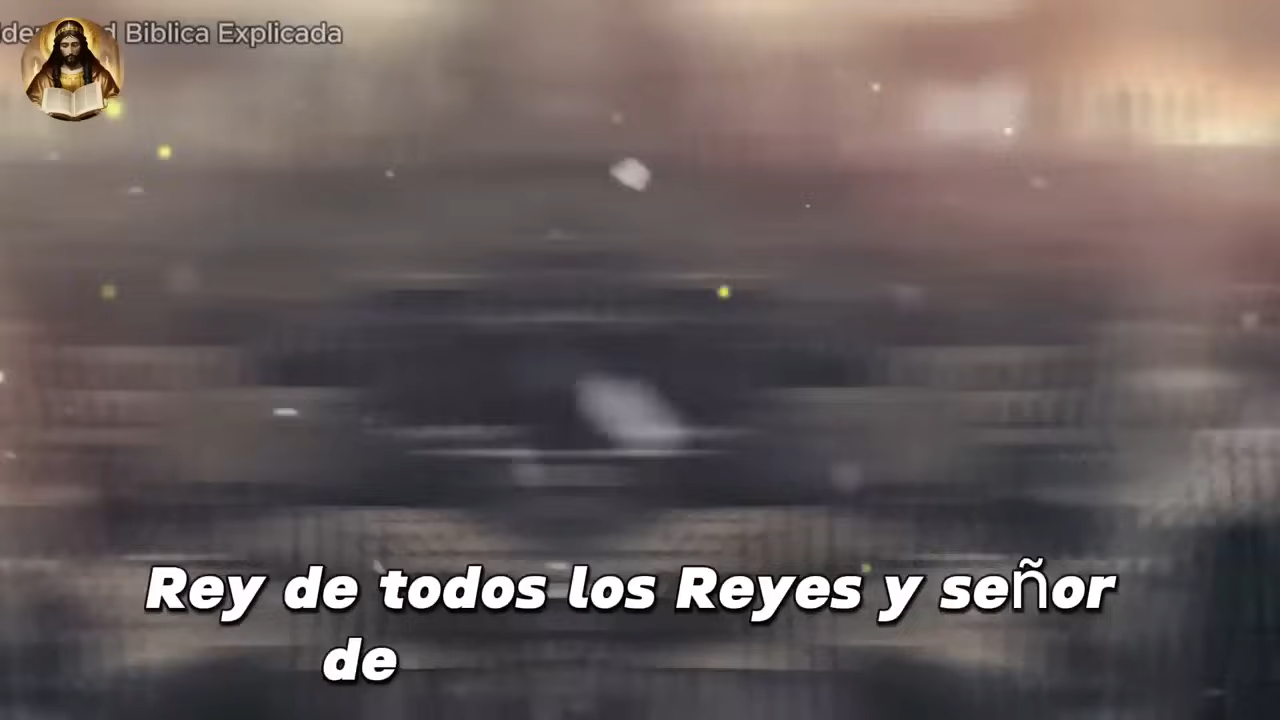 Biblica Explicada
Rey de todos los Reyes y señor
de